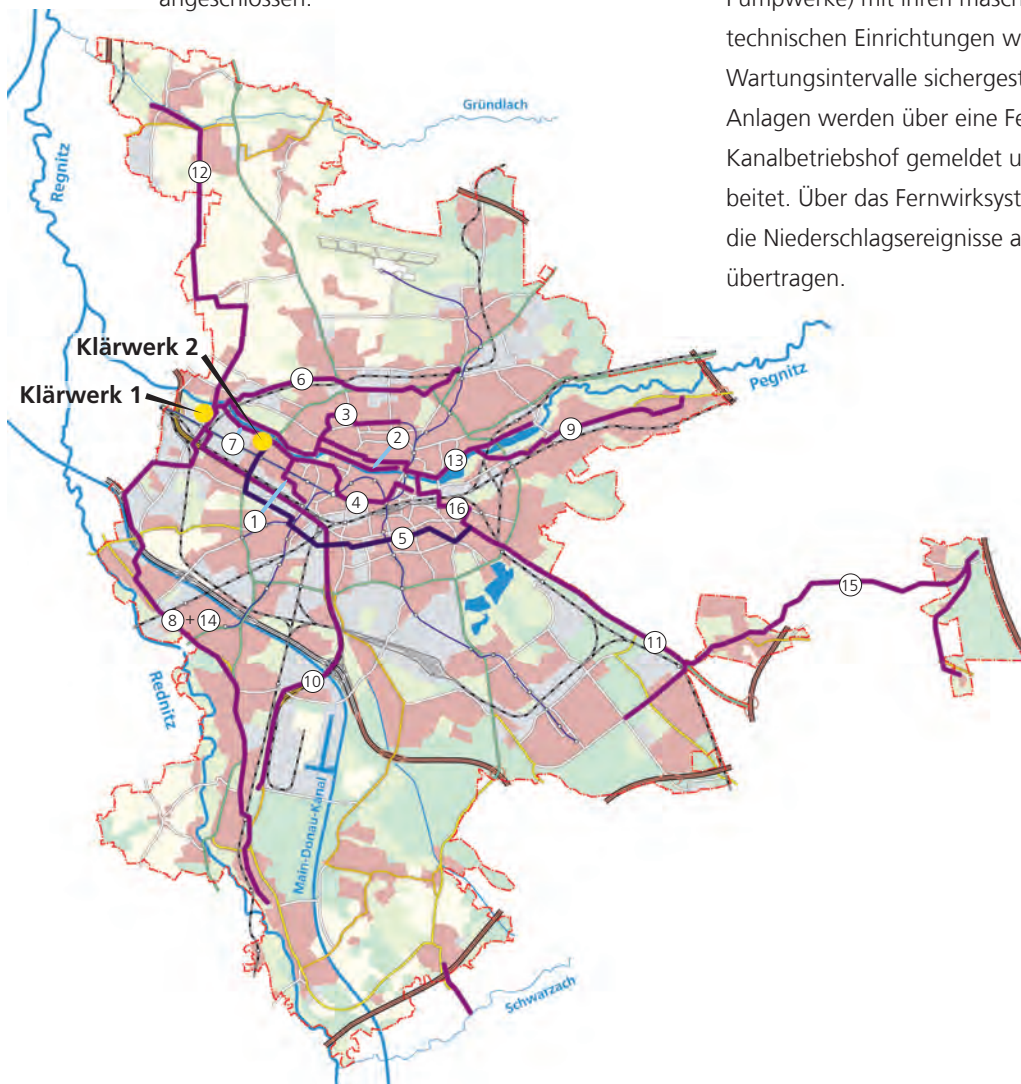 angeschlossen.
Pumpwerke) mit ihren masch
technischen Einrichtungen w
Wartungsintervalle sichergest
Anlagen werden über eine Fe
Kanalbetriebshof gemeldet u
beitet. Über das Fernwirksyst
die Niederschlagsereignisse a
übertragen.
Gründlach
Regnitz
12
Klärwerk 2
Klärwerk 1
Pegnitz
6
3
2
9
7
13
1
4
16
5
15
8 + 14
11
10
Rednitz
Main-Donau-Kanal
Schwarzach